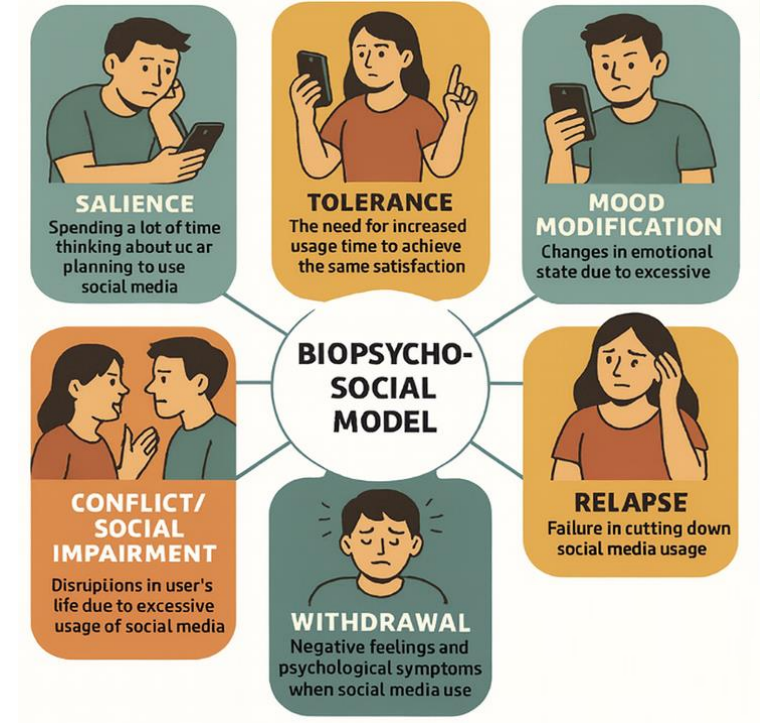 SALIENCE
Spending a lot of time
thinking about uc ar
planning to use
social media
TOLERANCE
The need for increased
usage time to achieve
the same satisfaction
MOOD
MODIFICATION
Changes in emotional
state due to excessive
BIOPSYCHO-
SOCIAL
MODEL
CONFLICT/
SOCIAL
IMPAIRMENT
Disruptions in user's
life due to excessive
usage of social media
WITHDRAWAL
Negative feelings and
psychological symptoms
when social media use
RELAPSE
Failure in cutting down
social media usage